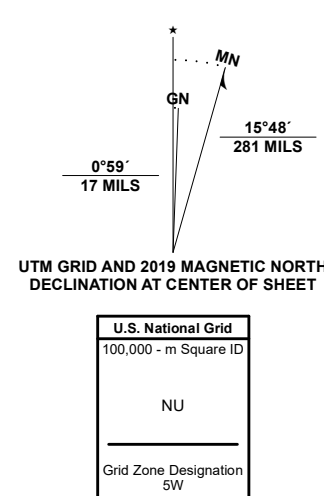 ★
MN
GN
15°48´
281 MILS
0°59´
17 MILS
UTM GRID AND 2019 MAGNETIC NORTH
DECLINATION AT CENTER OF SHEET
U.S. National Grid
100,000 - m Square ID
NU
Grid Zone Designation
5W